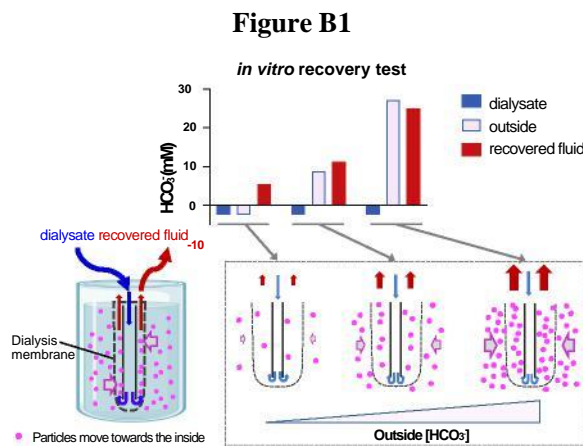 Figure B1
in vitro recovery test
30
20
10
0
-10
HCO₃⁻ (mM)
dialysate
outside
recovered fluid
dialysate recovered fluid
Dialysis
membrane
Particles move towards the inside
Outside [HCO₃⁻]